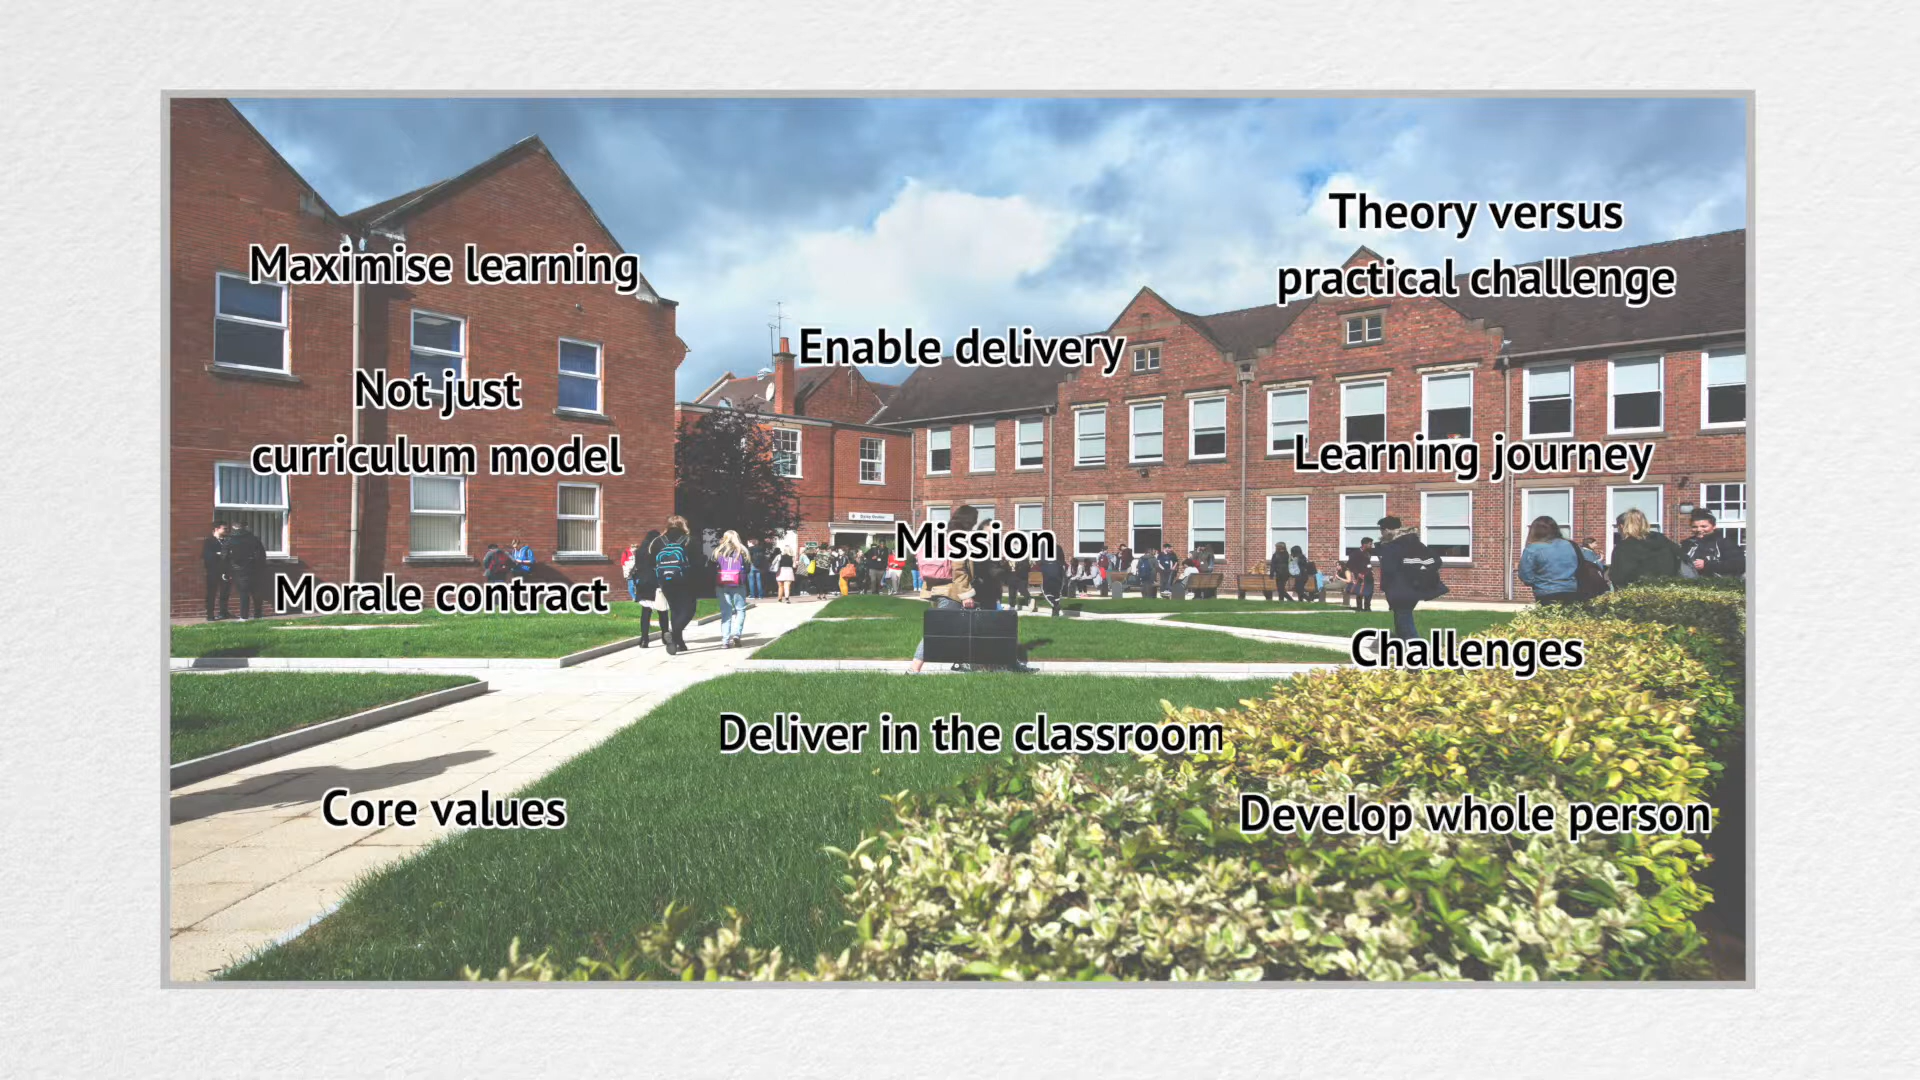 Maximise learning
Not just
curriculum model
Morale contract
Core values
Enable delivery
Mission
Deliver in the classroom
Theory versus
practical challenge
Learning journey
Challenges
Develop whole person